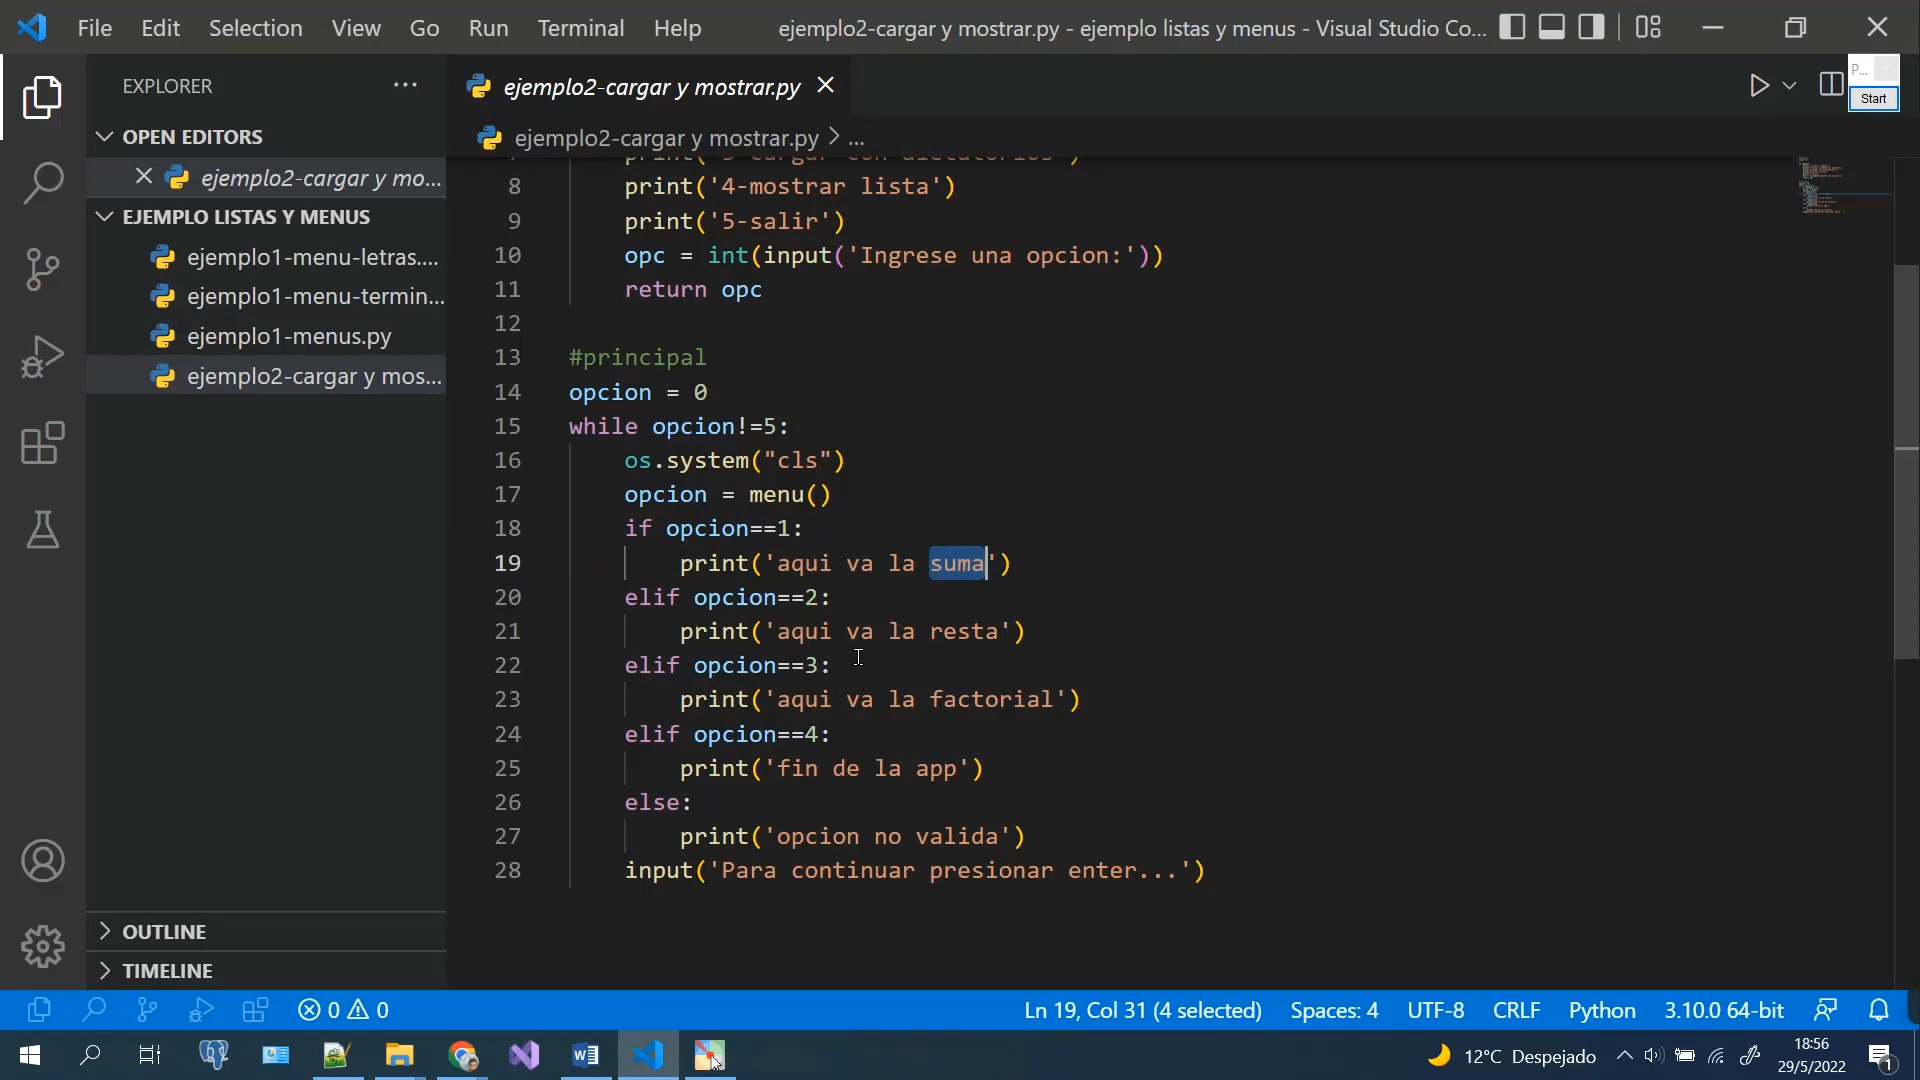 File Edit Selection View Go Run Terminal Help
ejemplo2-cargar y mostrar.py - ejemplo listas y menus - Visual Studio Co...
P...
Start
EXPLORER ...
OPEN EDITORS
ejemplo2-cargar y mo...
EJEMPLO LISTAS Y MENUS
ejemplo1-menu-letras....
ejemplo1-menu-termin...
ejemplo1-menus.py
ejemplo2-cargar y mos...
OUTLINE
TIMELINE
ejemplo2-cargar y mostrar.py
ejemplo2-cargar y mostrar.py > ...
8 print('4-mostrar lista')
9 print('5-salir')
10 opc = int(input('Ingrese una opcion:'))
11 return opc
12
13 #principal
14 opcion = 0
15 while opcion!=5:
16 os.system("cls")
17 opcion = menu()
18 if opcion==1:
19 print('aqui va la suma')
20 elif opcion==2:
21 print('aqui va la resta')
22 elif opcion==3:
23 print('aqui va la factorial')
24 elif opcion==4:
25 print('fin de la app')
26 else:
27 print('opcion no valida')
28 input('Para continuar presionar enter...')
0 0
Ln 19, Col 31 (4 selected) Spaces: 4 UTF-8 CRLF Python 3.10.0 64-bit
12°C Despejado
18:56
29/5/2022
1